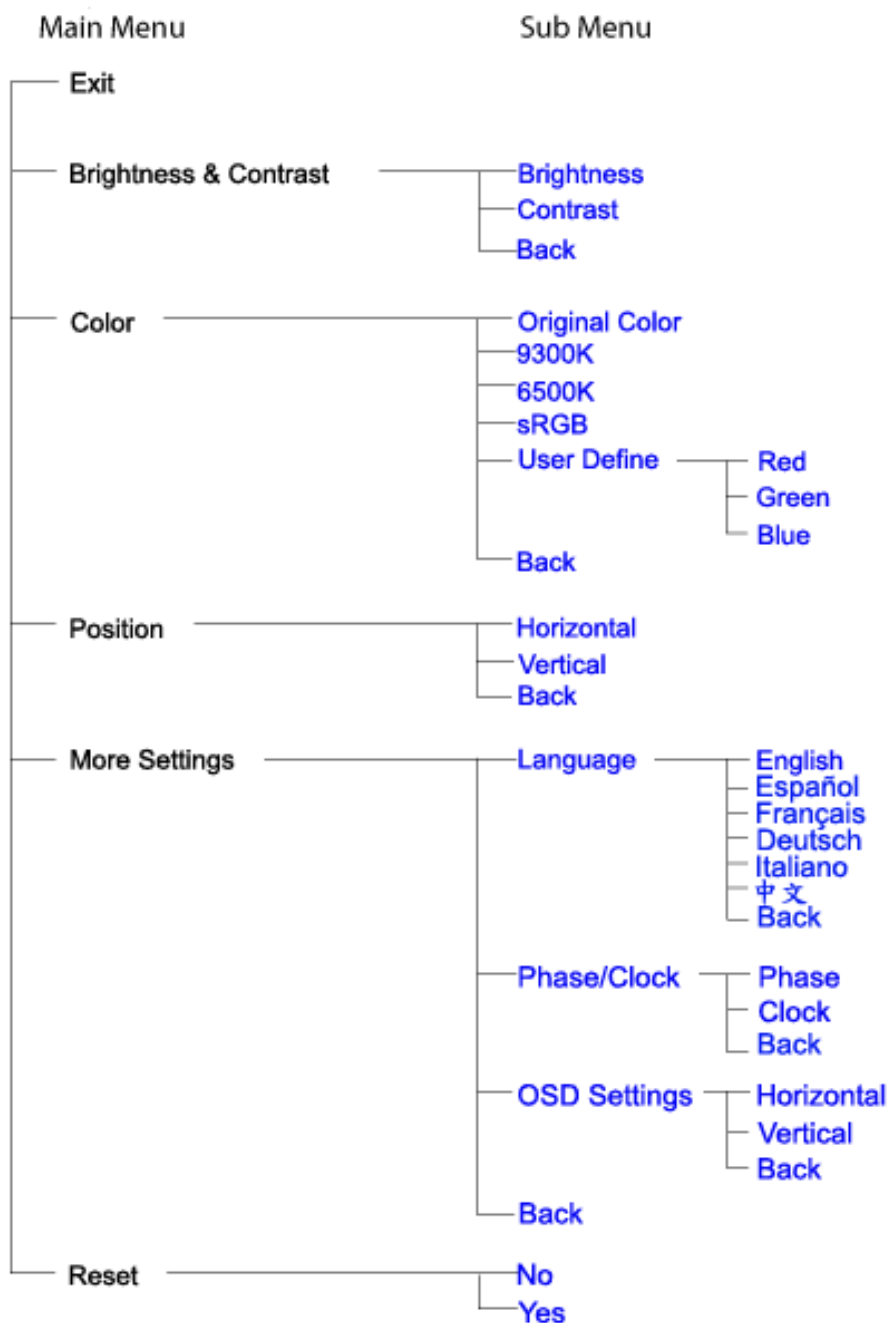 Main Menu Sub Menu
Exit
Brightness & Contrast Brightness
Contrast
Back
Color Original Color
9300K
6500K
sRGB
User Define Red
Green
Blue
Back
Position Horizontal
Vertical
Back
More Settings Language English
Español
Français
Deutsch
Italiano
中文
Back
Phase/Clock Phase
Clock
Back
OSD Settings Horizontal
Vertical
Back
Back
Reset No
Yes